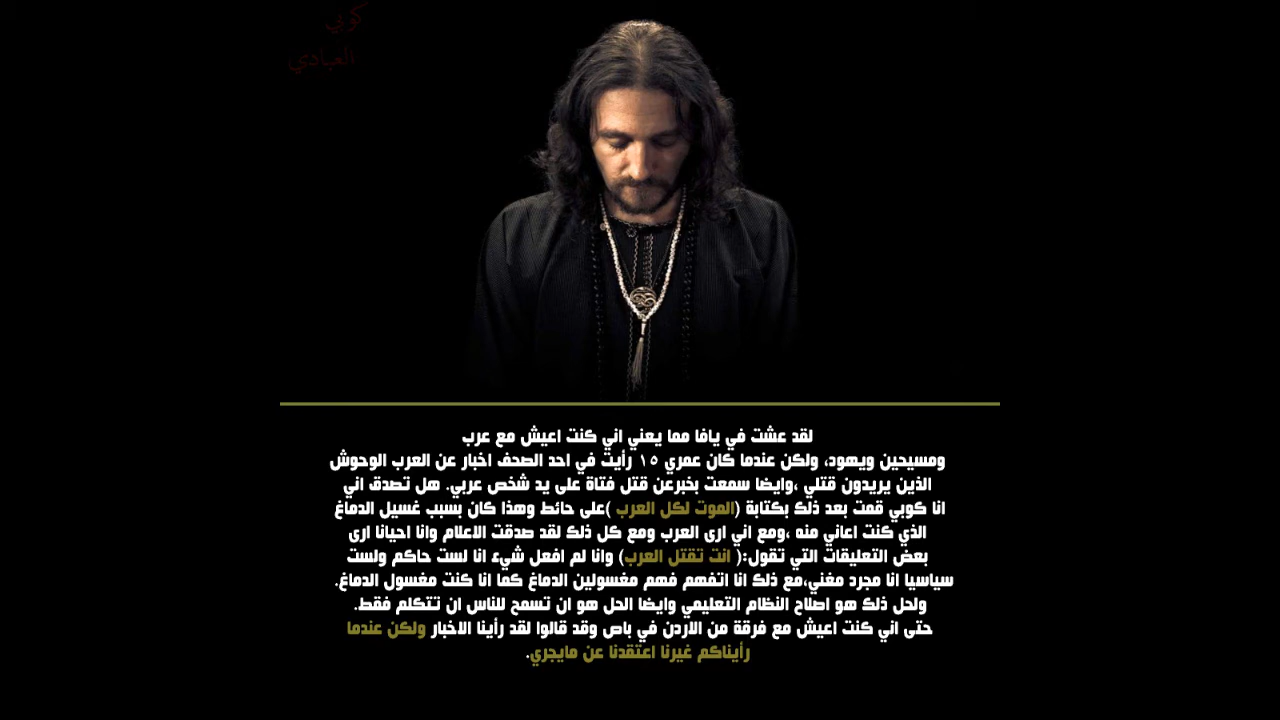 كوبي
العبادي
لقد عشت في يافا مما يعني اني كنت اعيش مع عرب
ومسيحين ويهود، ولكن عندما كان عمري ١٥ رأيت في احد الصحف اخبار عن العرب الوحوش
الذين يريدون قتلي ،وايضا سمعت بخبرعن قتل فتاة على يد شخص عربي. هل تصدق اني
انا كوبي قمت بعد ذلك بكتابة (الموت لكل العرب )على حائط وهذا كان بسبب غسيل الدماغ
الذي كنت اعاني منه ،ومع اني ارى العرب ومع كل ذلك لقد صدقت الاعلام وانا احيانا ارى
بعض التعليقات التي تقول:( انت تقتل العرب) وانا لم افعل شيء انا لست حاكم ولست
سياسيا انا مجرد مغني،مع ذلك انا اتفهم فهم مغسولين الدماغ كما انا كنت مغسول الدماغ.
ولحل ذلك هو اصلاح النظام التعليمي وايضا الحل هو ان تسمح للناس ان تتكلم فقط.
حتى اني كنت اعيش مع فرقة من الاردن في باص وقد قالوا لقد رأينا الاخبار ولكن عندما
رأيناكم غيرنا اعتقدنا عن مايجري.